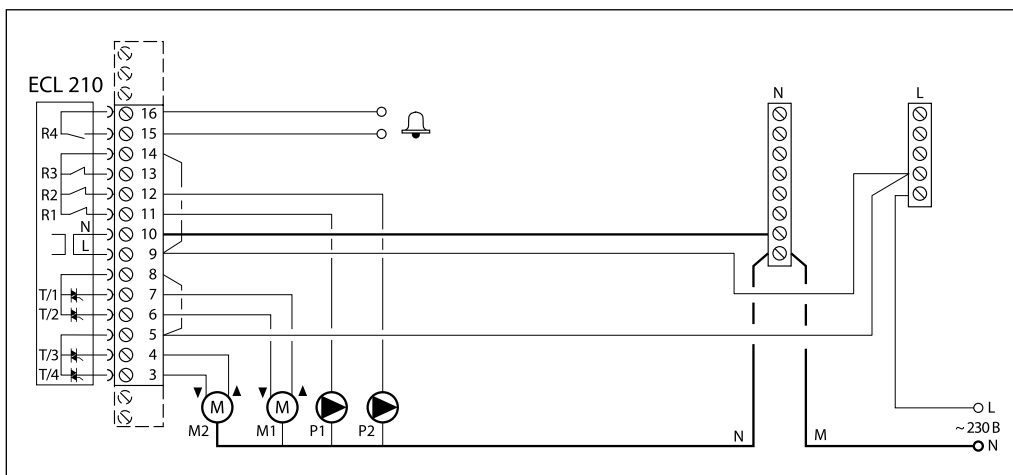 ECL 210
N
L
16
R4 15
14
R3 13
R2 12
R1 11
N 10
L 9
8
T/1 7
T/2 6
5
T/3 4
T/4 3
M
M
M2 M1 P1 P2
N
M
L
~ 230 В
N